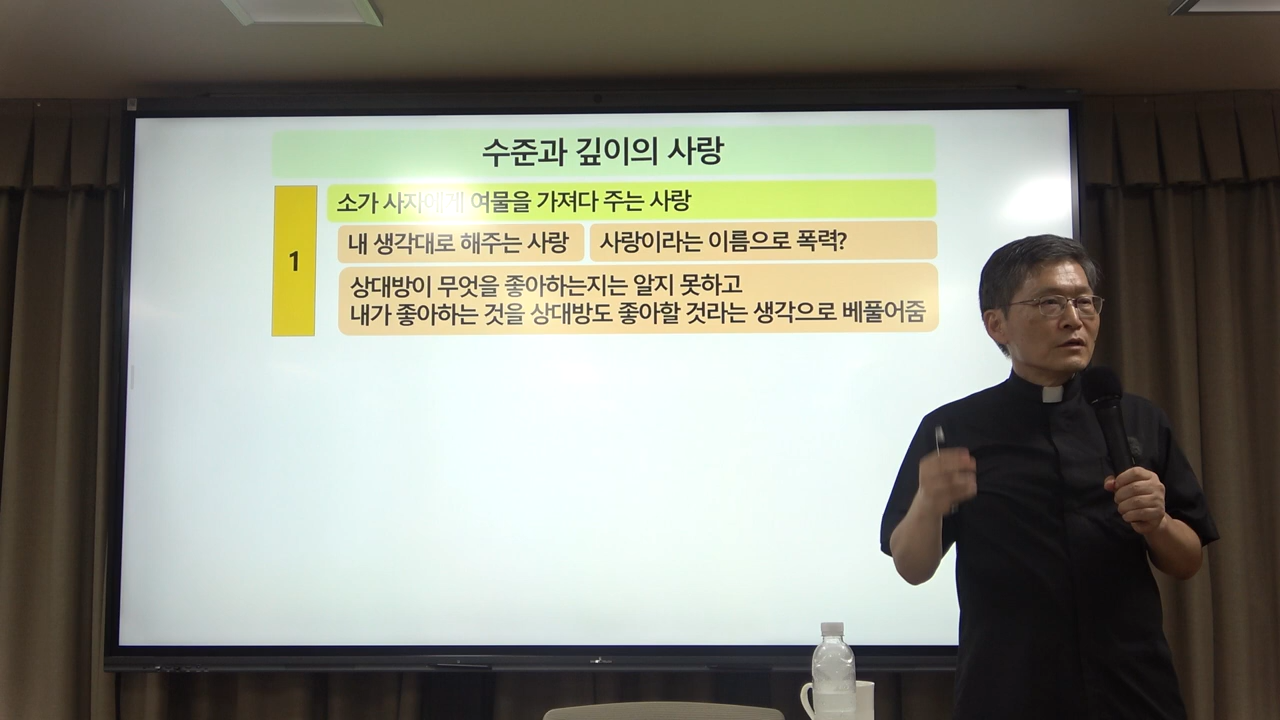 수준과 깊이의 사랑
1
소가 사자에게 여물을 가져다 주는 사랑
내 생각대로 해주는 사랑
사랑이라는 이름으로 폭력?
상대방이 무엇을 좋아하는지는 알지 못하고
내가 좋아하는 것을 상대방도 좋아할 것라는 생각으로 베풀어줌